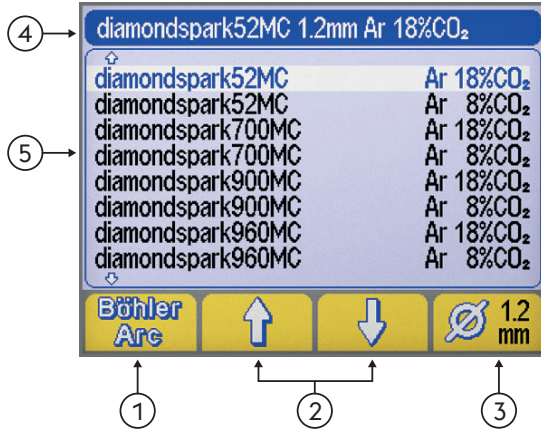 diamondspark52MC 1.2mm Ar 18%CO₂
4
diamondspark52MC Ar 18%CO₂
diamondspark52MC Ar 8%CO₂
diamondspark700MC Ar 18%CO₂
5
diamondspark700MC Ar 8%CO₂
diamondspark900MC Ar 18%CO₂
diamondspark900MC Ar 8%CO₂
diamondspark960MC Ar 18%CO₂
diamondspark960MC Ar 8%CO₂
Böhler
Arc
1.2
mm
1
2
3